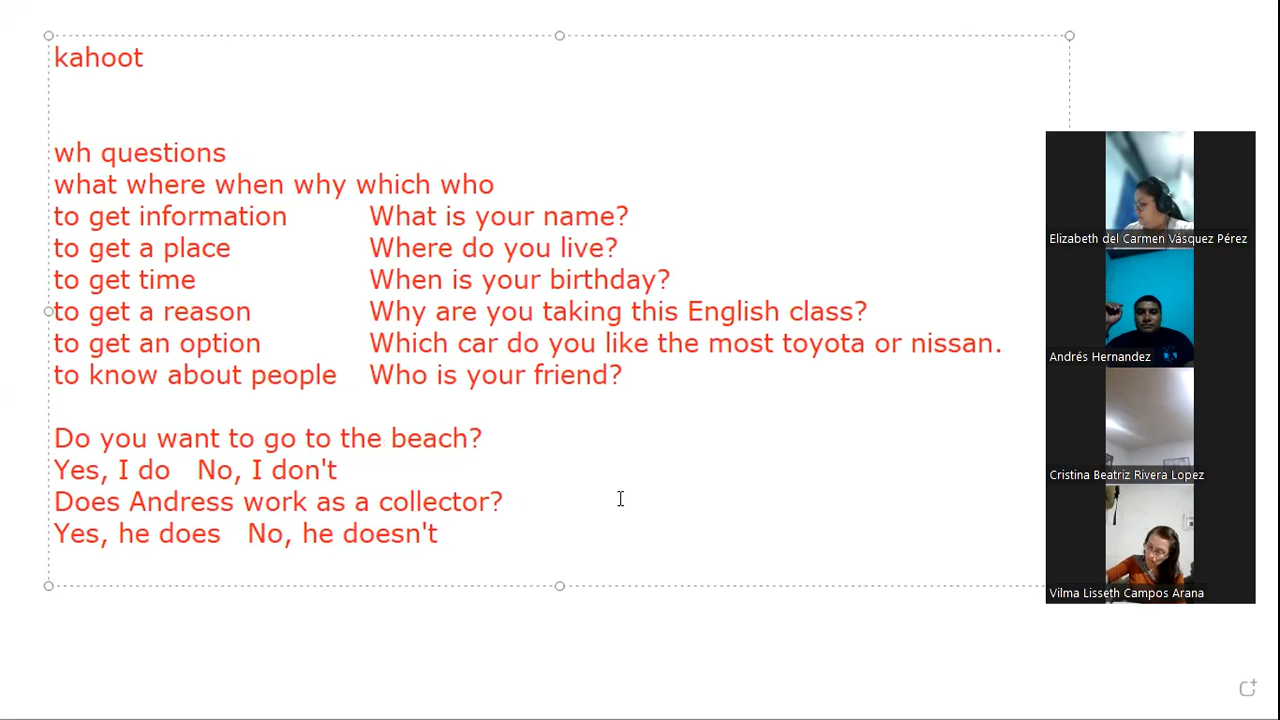 kahoot
wh questions
what where when why which who
to get information What is your name?
to get a place Where do you live?
to get time When is your birthday?
to get a reason Why are you taking this English class?
to get an option Which car do you like the most toyota or nissan.
to know about people Who is your friend?
Do you want to go to the beach?
Yes, I do No, I don't
Does Andress work as a collector?
Yes, he does No, he doesn't
Elizabeth del Carmen Vásquez Pérez
Andrés Hernandez
Cristina Beatriz Rivera Lopez
Vilma Lisseth Campos Arana